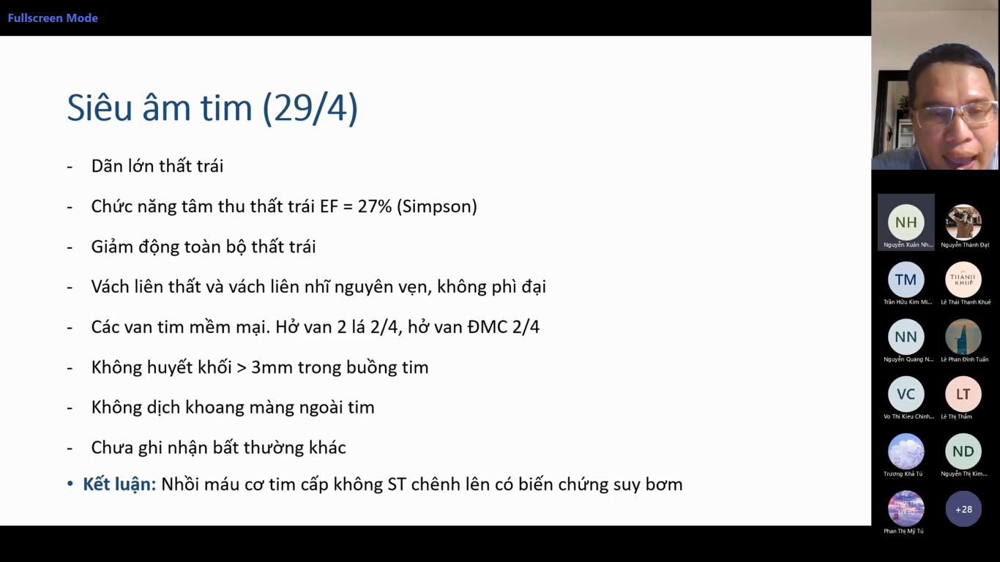 Fullscreen Mode
Siêu âm tim (29/4)
- Dãn lớn thất trái
- Chức năng tâm thu thất trái EF = 27% (Simpson)
- Giảm động toàn bộ thất trái
- Vách liên thất và vách liên nhĩ nguyên vẹn, không phì đại
- Các van tim mềm mại. Hở van 2 lá 2/4, hở van ĐMC 2/4
- Không huyết khối > 3mm trong buồng tim
- Không dịch khoang màng ngoài tim
- Chưa ghi nhận bất thường khác
• Kết luận: Nhồi máu cơ tim cấp không ST chênh lên có biến chứng suy bơm
NH
Nguyễn Xuân Nh...
Nguyễn Thành Đạt
TM
Trần Hữu Kim Mi...
THANH
KHUÊ
Lê Thái Thanh Khuê
NN
Nguyễn Quang N...
Lê Phan Đình Tuấn
VC
Vo Thi Kieu Chinh...
LT
Lê Thị Thắm
Trương Khả Tú
ND
Nguyễn Thị Kim...
PHAN THỊ
MỸ TÚ
Phan Thị Mỹ Tú
+28